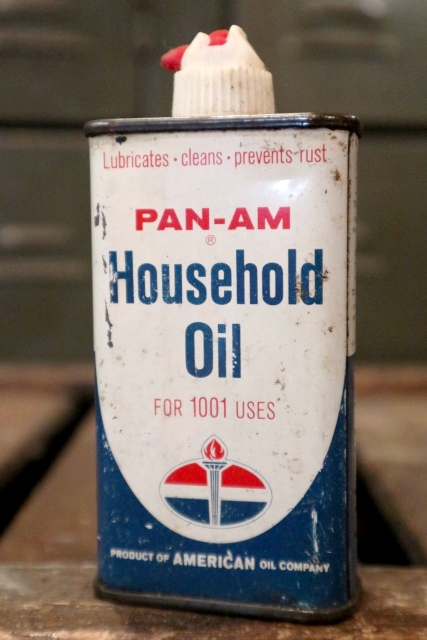 Lubricates • cleans • prevents rust
PAN-AM
®
Household
Oil
FOR 1001 USES
PRODUCT OF AMERICAN OIL COMPANY